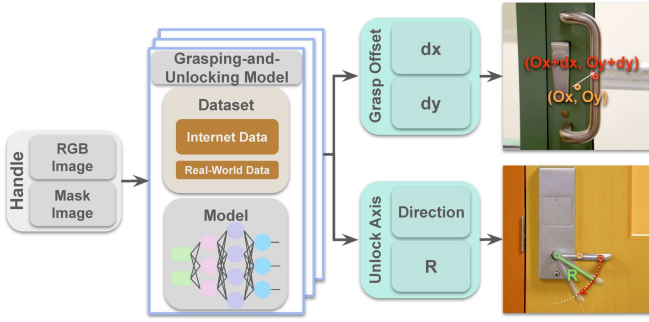 Handle
RGB
Image
Mask
Image
Grasping-and-
Unlocking Model
Dataset
Internet Data
Real-World Data
Model
Grasp Offset
dx
dy
Unlock Axis
Direction
R
(Ox+dx, Oy+dy)
(Ox, Oy)
R